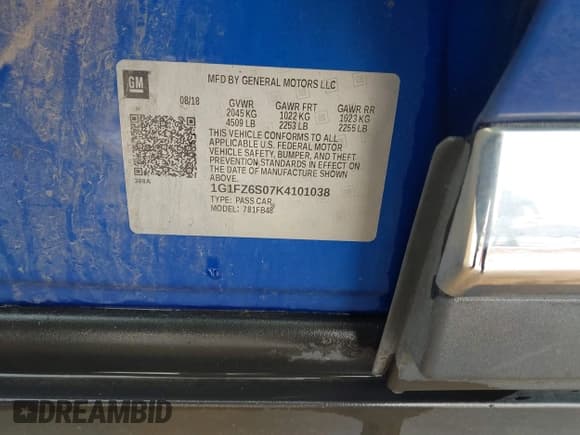 GM
MFD BY GENERAL MOTORS LLC
08/18 GVWR GAWR FRT GAWR RR
2045 KG 1022 KG 1023 KG
4509 LB 2253 LB 2255 LB
THIS VEHICLE CONFORMS TO ALL
APPLICABLE U.S. FEDERAL MOTOR
VEHICLE SAFETY, BUMPER, AND THEFT
PREVENTION STANDARDS IN EFFECT ON
THE DATE OF MANUFACTURE SHOWN
ABOVE.
1G1FZ6S07K4101038
TYPE: PASS CAR
MODEL: 781FB48
DREAMBID